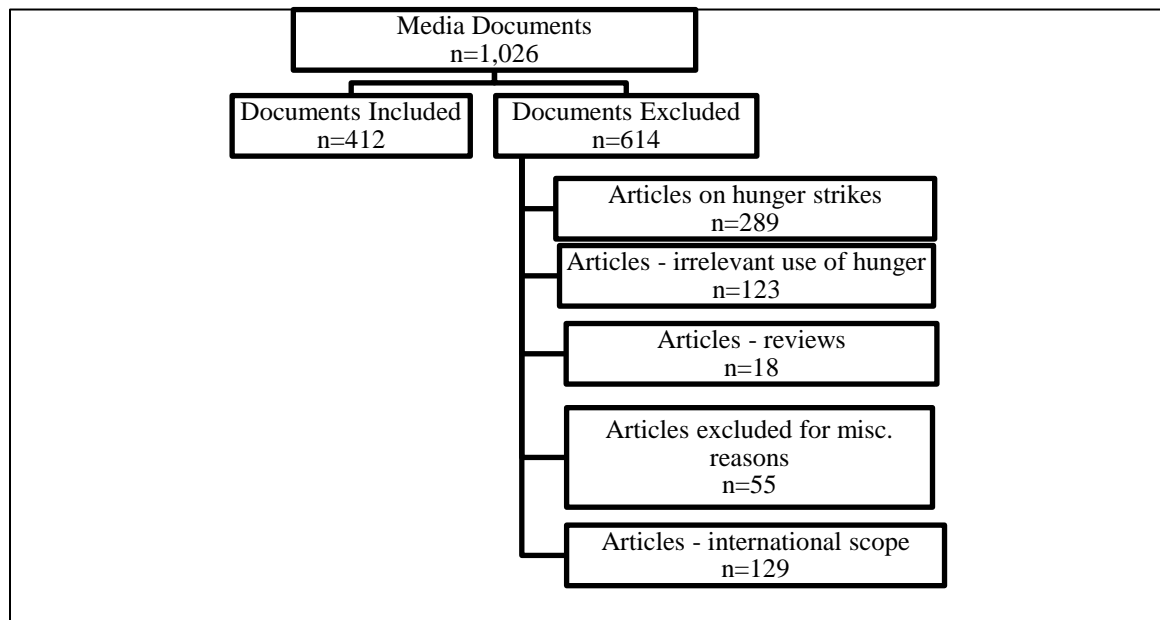 Media Documents
n=1,026
Documents Included
n=412
Documents Excluded
n=614
Articles on hunger strikes
n=289
Articles - irrelevant use of hunger
n=123
Articles - reviews
n=18
Articles excluded for misc.
reasons
n=55
Articles - international scope
n=129